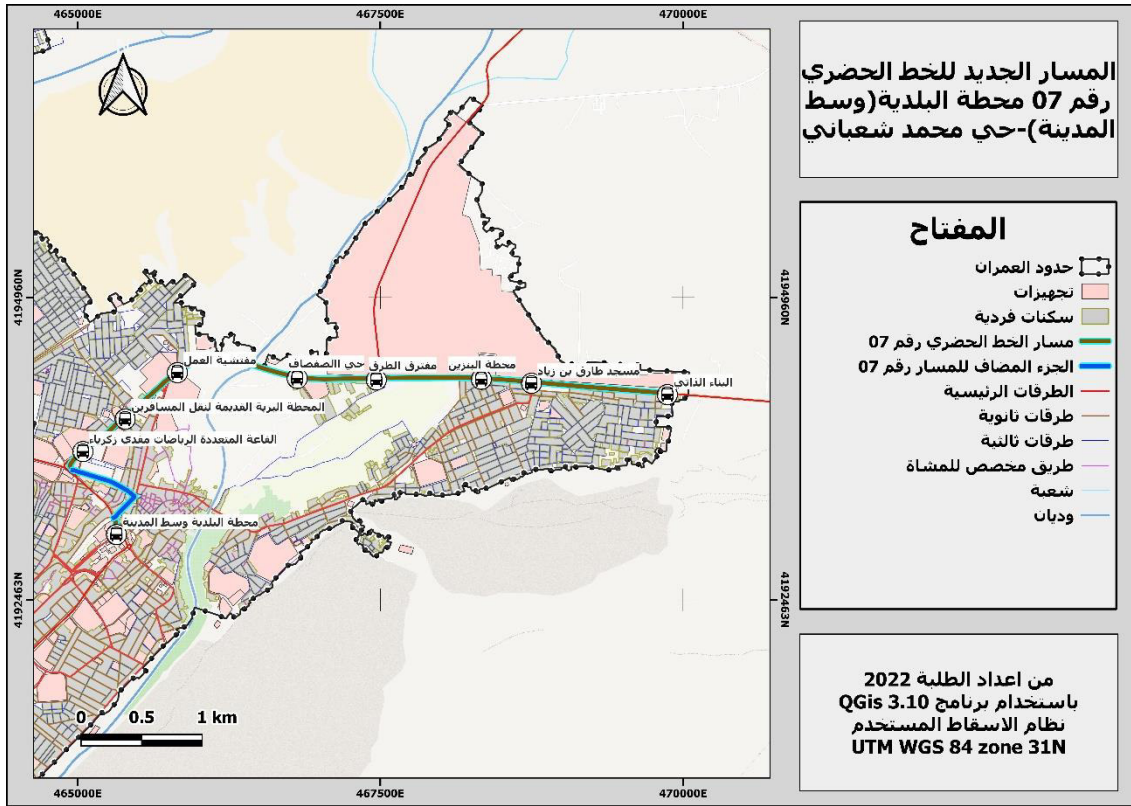 465000E
467500E
470000E
المسار الجديد للخط الحضري
رقم 07 محطة البلدية(وسط
المدينة)-حي محمد شعباني
المفتاح
حدود العمران
تجهيزات
سكنات فردية
مسار الخط الحضري رقم 07
الجزء المضاف للمسار رقم 07
الطرقات الرئيسية
طرقات ثانوية
طرقات ثالثية
طريق مخصص للمشاة
شعبة
وديان
4194960N
4194960N
مفتشية العمل
حي االصفصاف
مفترق الطرق
محطة البنزين
مسجد طارق بن زياد
البناء الذاتي
المحطة البرية القديمة لنقل المسافرين
القاعة المتعددة الرياضات مفدي زكرياء
محطة البلدية وسط المدينة
4192463N
4192463N
0 0.5 1 km
من اعداد الطلبة 2022
باستخدام برنامج QGis 3.10
نظام الاسقاط المستخدم
UTM WGS 84 zone 31N
465000E
467500E
470000E